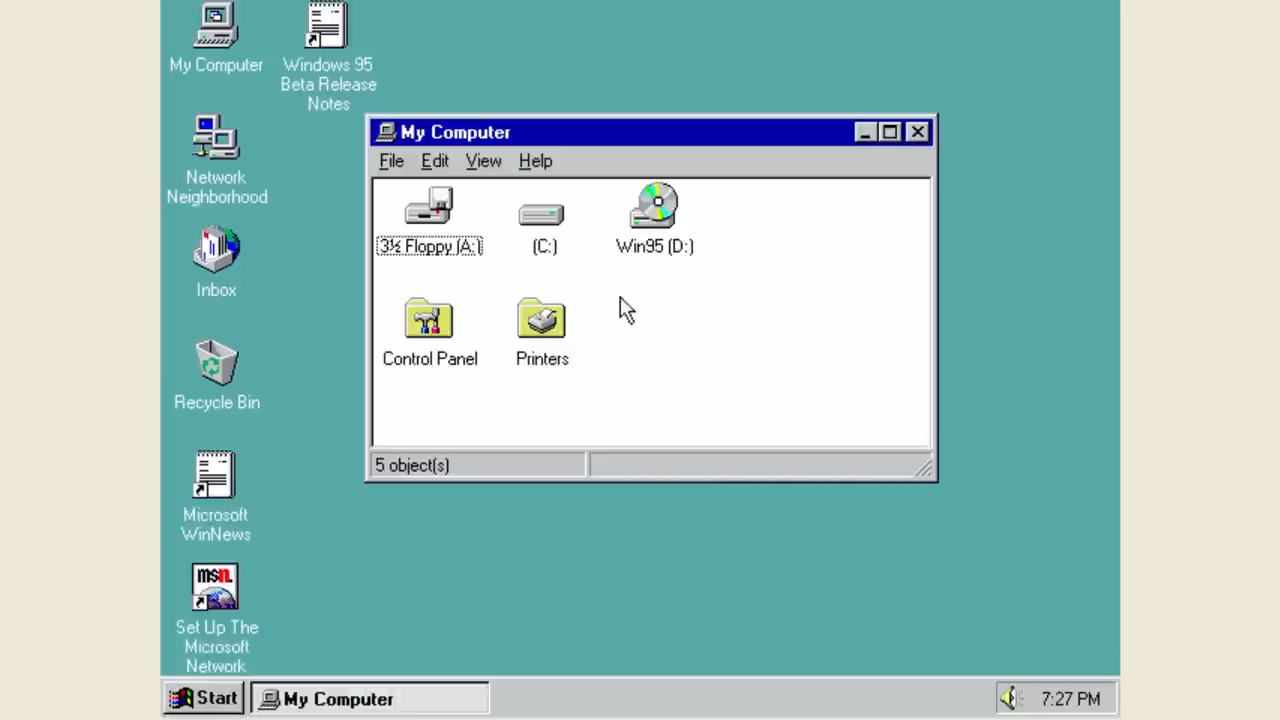 My Computer
Windows 95
Beta Release
Notes
Network
Neighborhood
Inbox
Recycle Bin
Microsoft
WinNews
msn
Set Up The
Microsoft
Network
My Computer
File Edit View Help
3½ Floppy (A:) (C:) Win95 (D:)
Control Panel Printers
5 object(s)
Start My Computer 7:27 PM